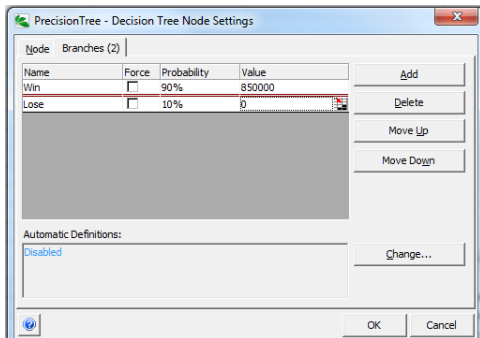 PrecisionTree - Decision Tree Node Settings
Node Branches (2)
Name Force Probability Value
Win 90% 850000
Lose 10% 0
Add
Delete
Move Up
Move Down
Automatic Definitions:
Disabled
Change...
OK Cancel